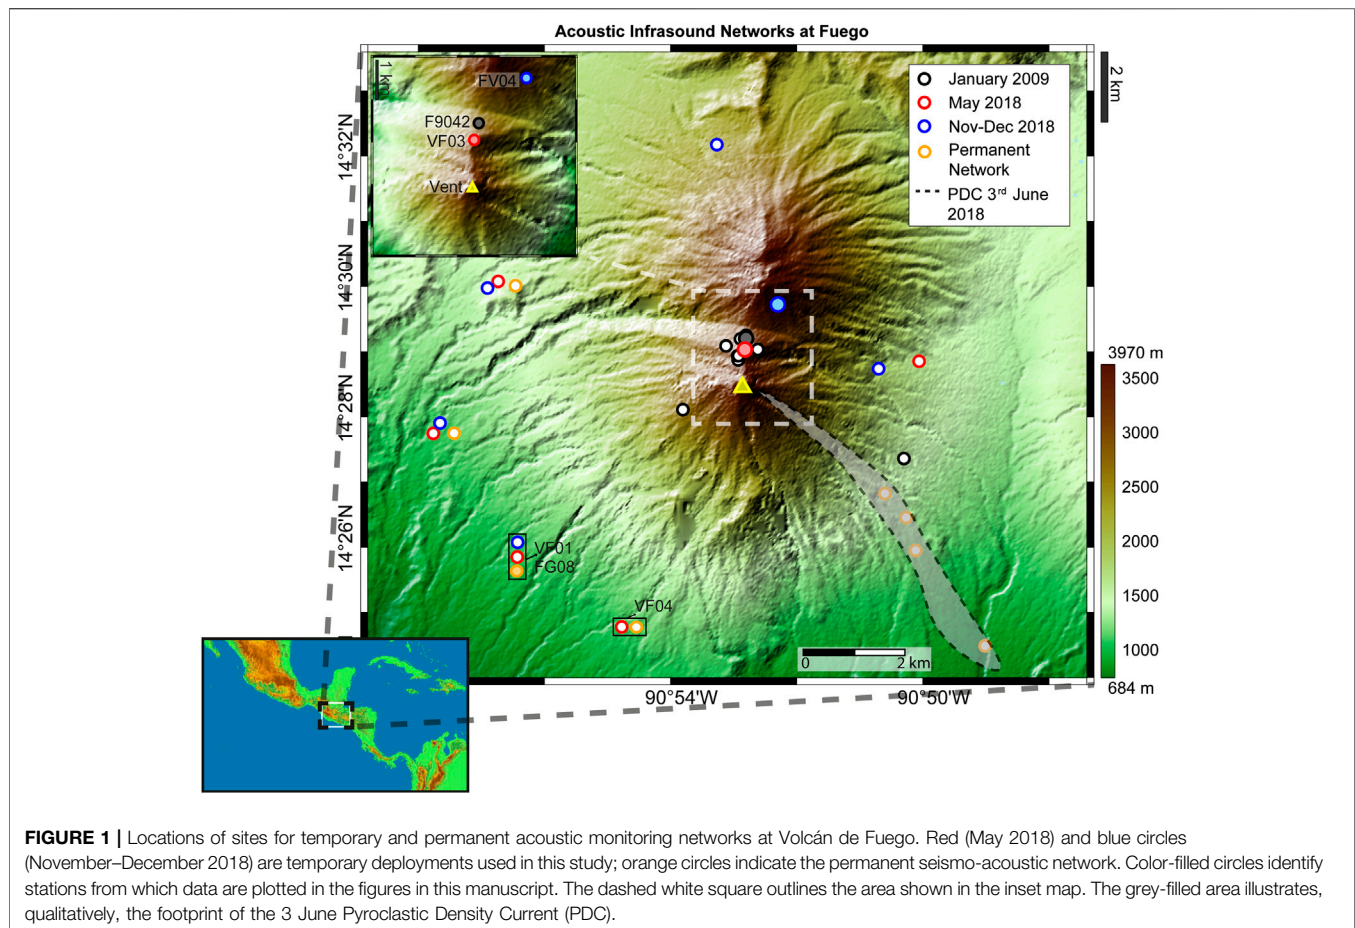 Acoustic Infrasound Networks at Fuego
1 km
FV04
F9042
VF03
Vent
January 2009
May 2018
Nov-Dec 2018
Permanent
Network
PDC 3rd June
2018
2 km
14°32'N
14°30'N
14°28'N
14°26'N
VF01
FG08
VF04
0 2 km
90°54'W
90°50'W
3970 m
3500
3000
2500
2000
1500
1000
684 m
FIGURE 1 | Locations of sites for temporary and permanent acoustic monitoring networks at Volcán de Fuego. Red (May 2018) and blue circles
(November–December 2018) are temporary deployments used in this study; orange circles indicate the permanent seismo-acoustic network. Color-filled circles identify
stations from which data are plotted in the figures in this manuscript. The dashed white square outlines the area shown in the inset map. The grey-filled area illustrates,
qualitatively, the footprint of the 3 June Pyroclastic Density Current (PDC).